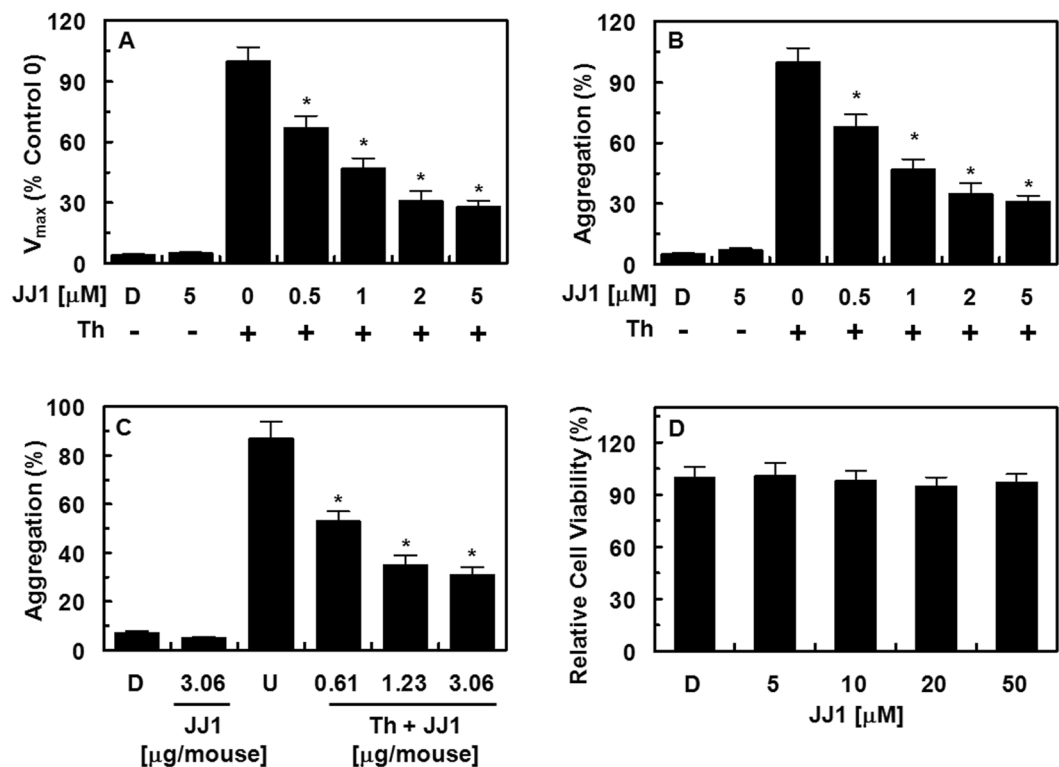 A
V max (% Control 0)
120
90
60
30
0
* * * *
JJ1 [μM] D 5 0 0.5 1 2 5
Th - - + + + + +
B
Aggregation (%)
120
90
60
30
0
* * * *
JJ1 [μM] D 5 0 0.5 1 2 5
Th - - + + + + +
C
Aggregation (%)
100
80
60
40
20
0
* * *
D 3.06 U 0.61 1.23 3.06
JJ1 Th + JJ1
[μg/mouse] [μg/mouse]
D
Relative Cell Viability (%)
120
90
30
90
0
D 5 10 20 50
JJ1 [μM]